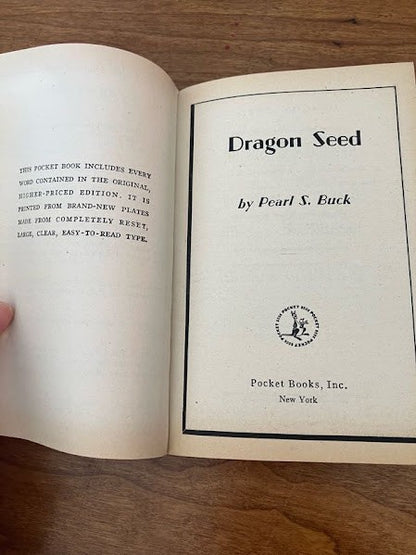 THIS POCKET BOOK INCLUDES EVERY
WORD CONTAINED IN THE ORIGINAL,
HIGHER-PRICED EDITION. IT IS
PRINTED FROM BRAND-NEW PLATES
MADE FROM COMPLETELY RESET,
LARGE, CLEAR, EASY-TO-READ TYPE.
Dragon Seed
by Pearl S. Buck
Pocket Books, Inc.
New York